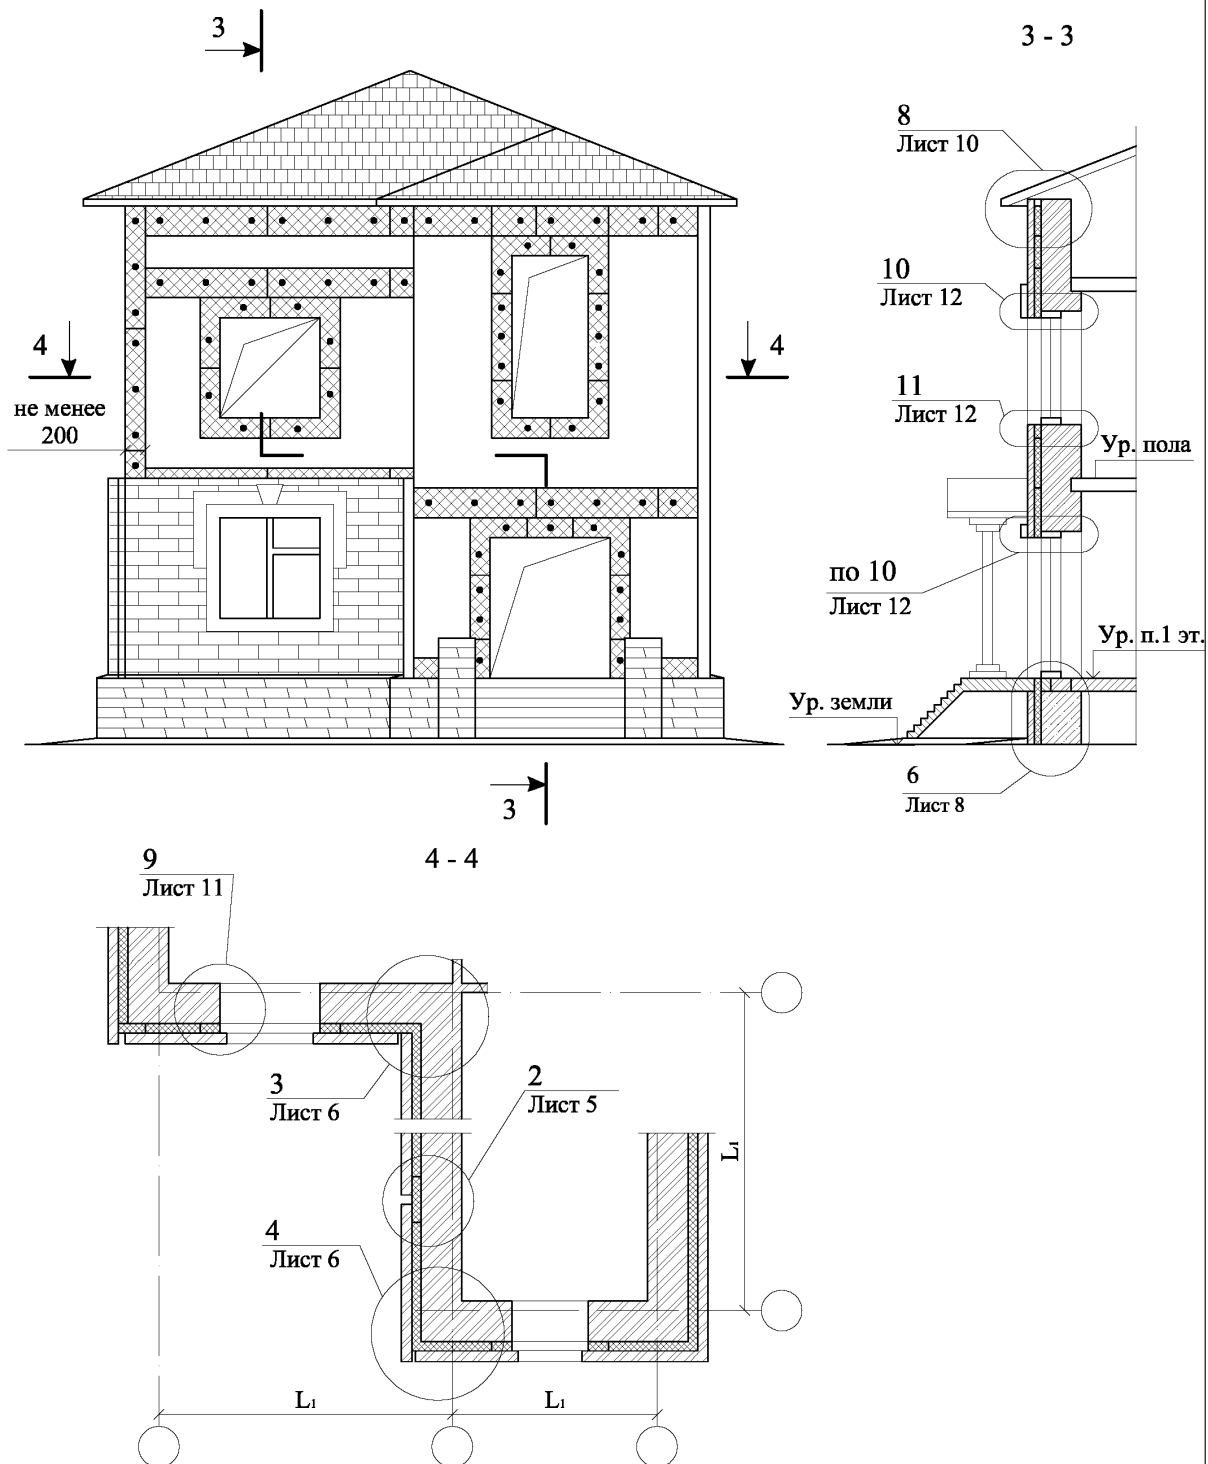 3
3 - 3
8
Лист 10
10
Лист 12
4
4
не менее
200
11
Лист 12
Ур. пола
по 10
Лист 12
Ур. п.1 эт.
Ур. земли
6
Лист 8
3
4 - 4
9
Лист 11
3
Лист 6
2
Лист 5
L₁
4
Лист 6
L₁
L₁